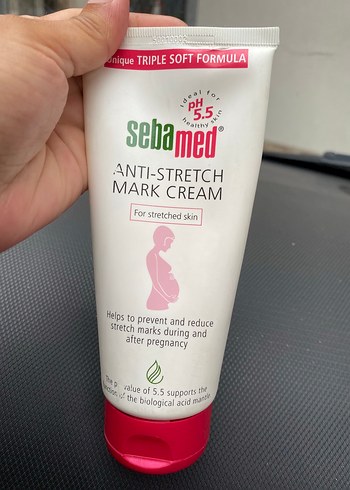 TRIPLE SOFT FORMULA
ideal for
pH
5.5
healthy skin
sebamed®
ANTI-STRETCH
MARK CREAM
For stretched skin
Helps to prevent and reduce
stretch marks during and
after pregnancy
value of 5.5 supports the
of the biological acid mantle